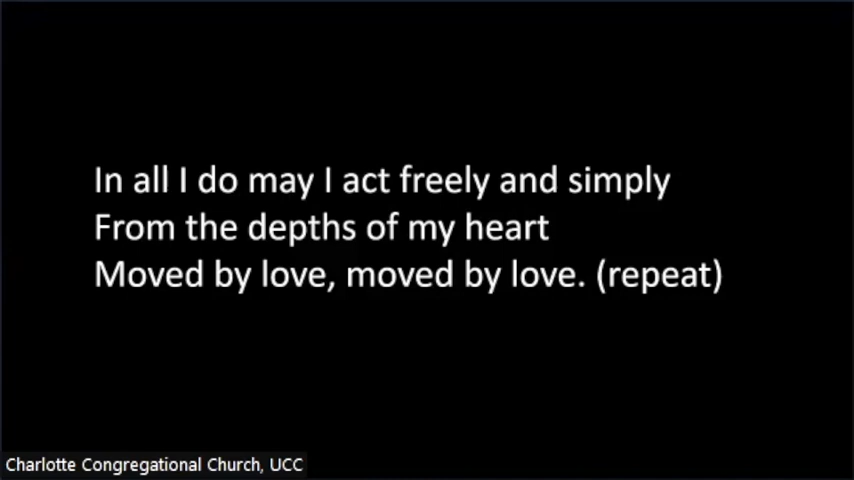 In all I do may I act freely and simply
From the depths of my heart
Moved by love, moved by love. (repeat)
Charlotte Congregational Church, UCC